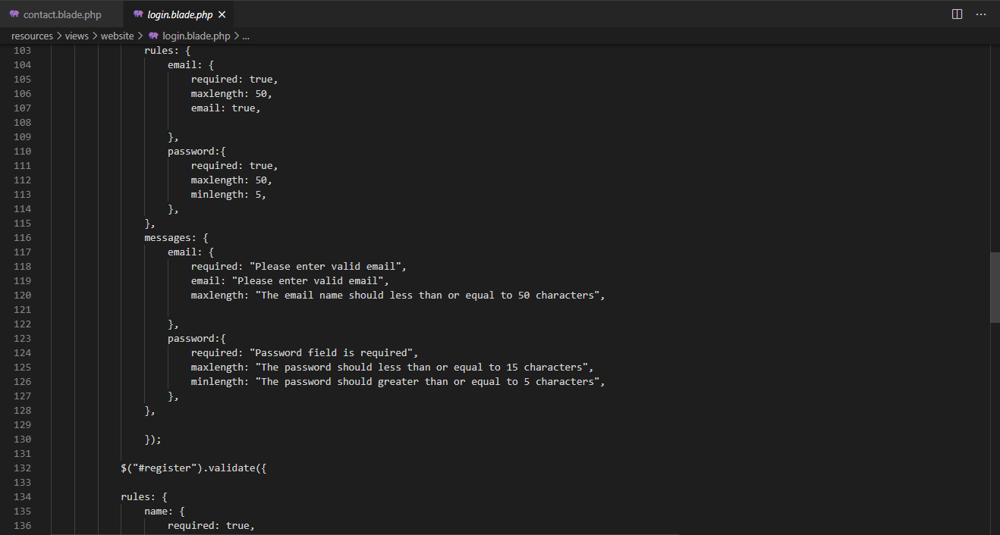 contact.blade.php login.blade.php
resources > views > website > login.blade.php > ...
103 rules: {
104 email: {
105 required: true,
106 maxlength: 50,
107 email: true,
108
109 },
110 password:{
111 required: true,
112 maxlength: 50,
113 minlength: 5,
114 },
115 },
116 messages: {
117 email: {
118 required: "Please enter valid email",
119 email: "Please enter valid email",
120 maxlength: "The email name should less than or equal to 50 characters",
121
122 },
123 password:{
124 required: "Password field is required",
125 maxlength: "The password should less than or equal to 15 characters",
126 minlength: "The password should greater than or equal to 5 characters",
127 },
128 },
129
130 });
131
132 $("#register").validate({
133
134 rules: {
135 name: {
136 required: true,